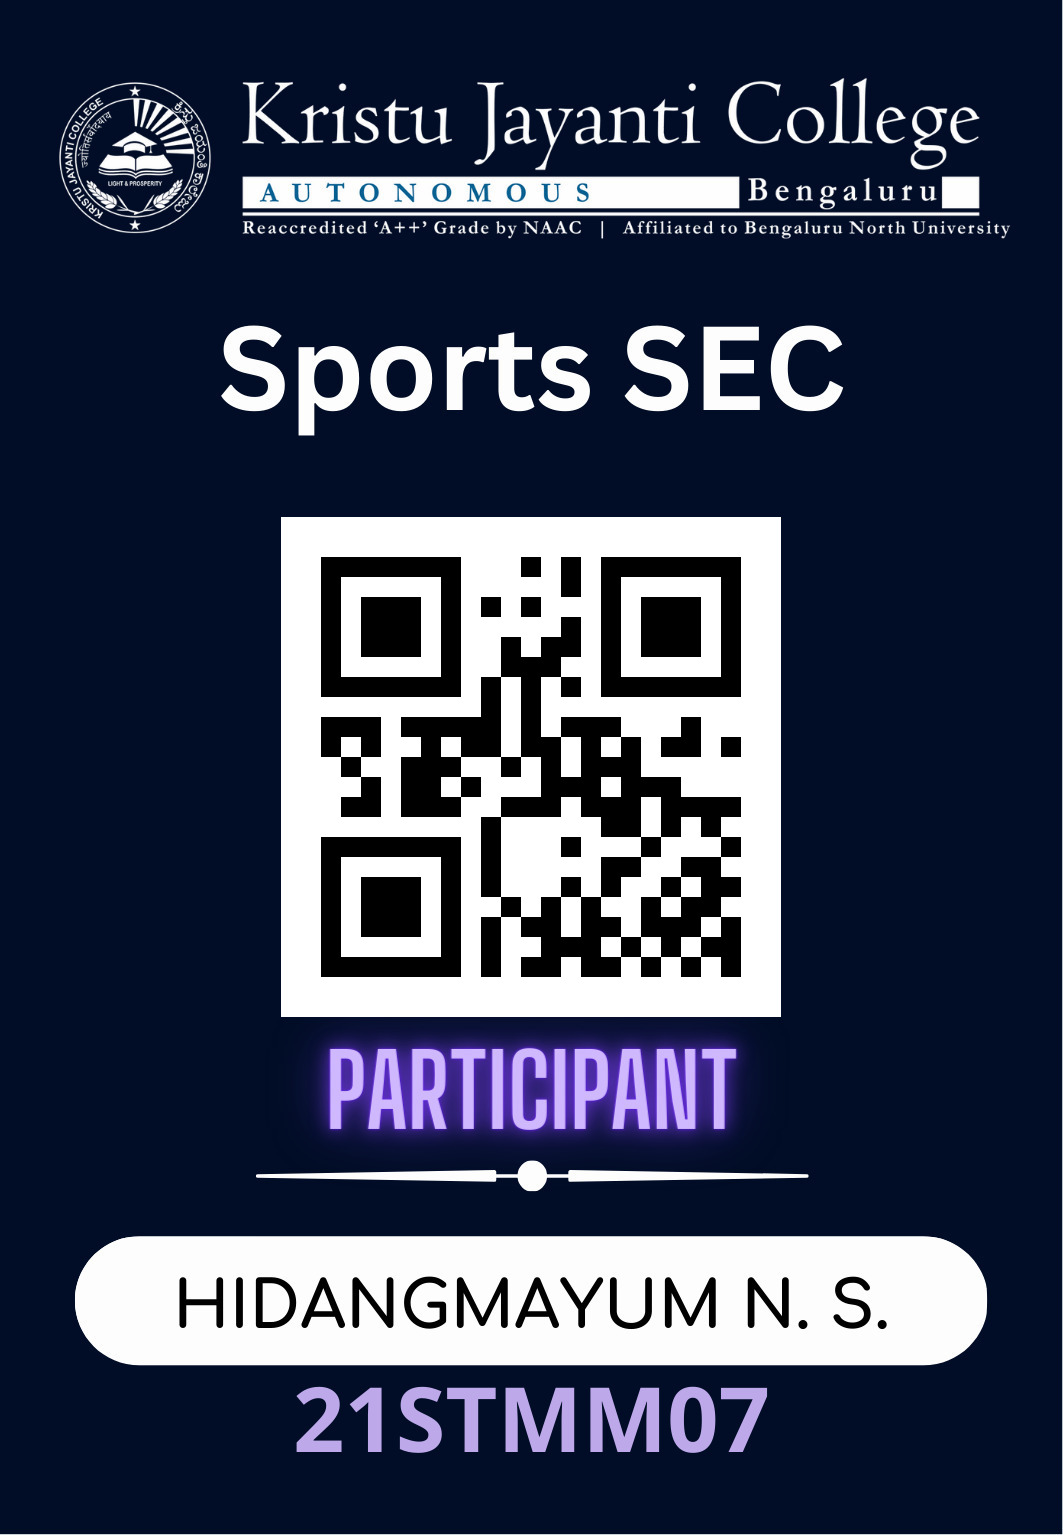 Kristu Jayanti College
AUTONOMOUS Bengaluru
Reaccredited ‘A++’ Grade by NAAC | Affiliated to Bengaluru North University
KRISTU JAYANTI COLLEGE
LIGHT & PROSPERITY
Sports SEC
PARTICIPANT
HIDANGMAYUM N. S.
21STMM07